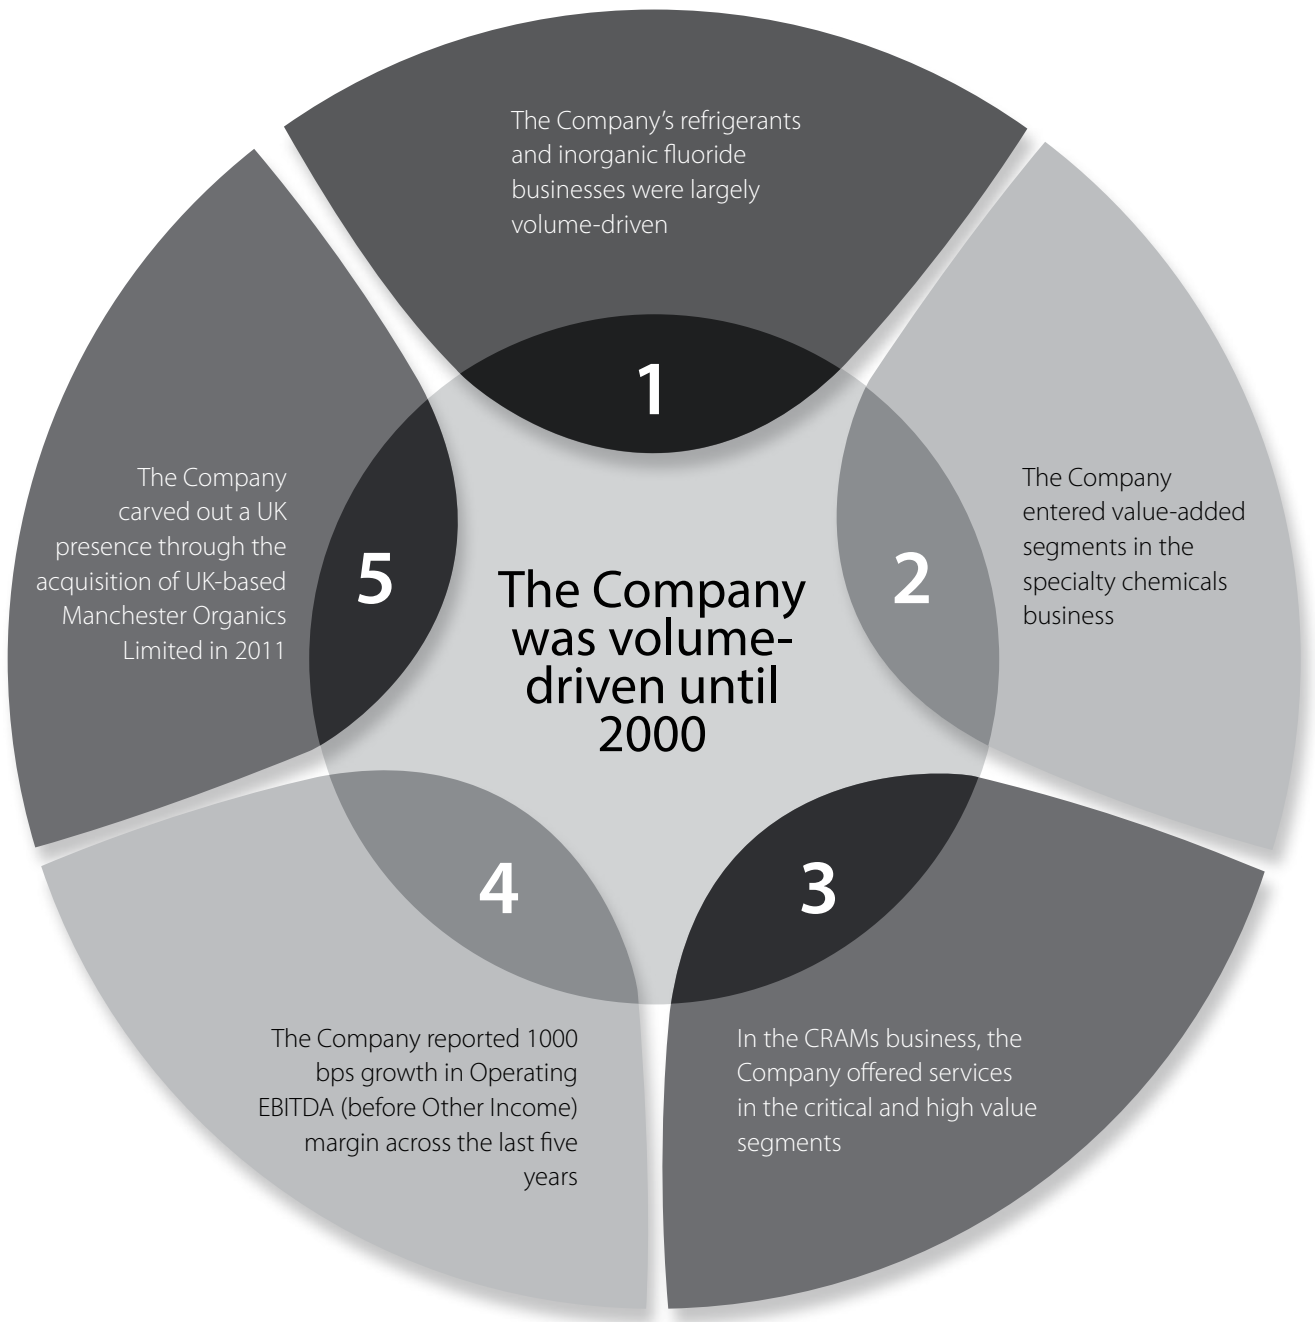 The Company's refrigerants
and inorganic fluoride
businesses were largely
volume-driven
1
The Company
entered value-added
segments in the
specialty chemicals
business
2
In the CRAMs business, the
Company offered services
in the critical and high value
segments
3
The Company reported 1000
bps growth in Operating
EBITDA (before Other Income)
margin across the last five
years
4
The Company
carved out a UK
presence through the
acquisition of UK-based
Manchester Organics
Limited in 2011
5
The Company
was volume-
driven until
2000